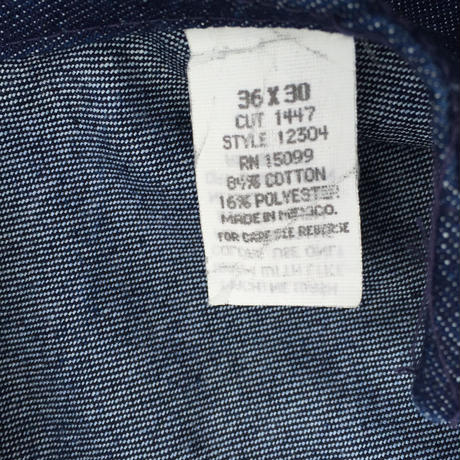 36 X 30
CUT 1447
STYLE 12304
RN 15099
84% COTTON
16% POLYESTER
MADE IN MEXICO.
FOR CARE SEE REVERSE